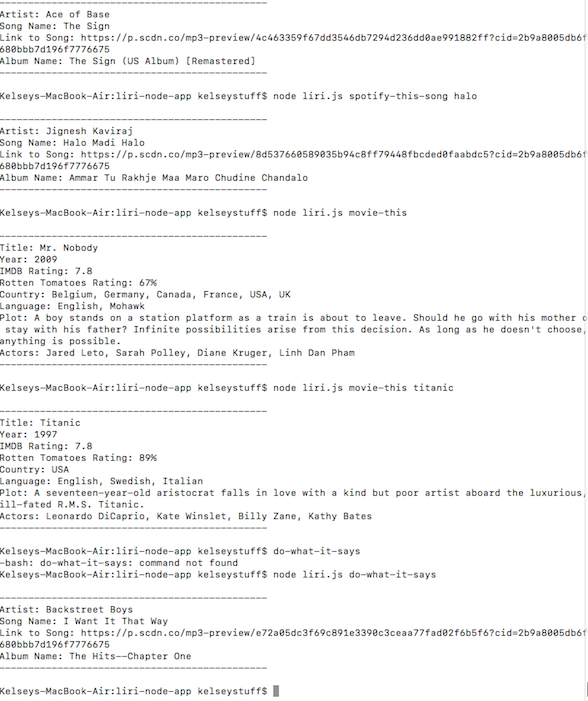 ----------------------------------------------
Artist: Ace of Base
Song Name: The Sign
Link to Song: https://p.scdn.co/mp3-preview/4c463359f67dd3546db7294d236dd0ae991882ff?cid=2b9a8005db6f
680bbb7d196f7776675
Album Name: The Sign (US Album) [Remastered]
----------------------------------------------
Kelseys-MacBook-Air:liri-node-app kelseystuff$ node liri.js spotify-this-song halo
----------------------------------------------
Artist: Jignesh Kaviraj
Song Name: Halo Madi Halo
Link to Song: https://p.scdn.co/mp3-preview/8d537660589035b94c8ff79448fbcded0faabdc5?cid=2b9a8005db6f
680bbb7d196f7776675
Album Name: Ammar Tu Rakhje Maa Maro Chudine Chandalo
----------------------------------------------
Kelseys-MacBook-Air:liri-node-app kelseystuff$ node liri.js movie-this
----------------------------------------------
Title: Mr. Nobody
Year: 2009
IMDB Rating: 7.8
Rotten Tomatoes Rating: 67%
Country: Belgium, Germany, Canada, France, USA, UK
Language: English, Mohawk
Plot: A boy stands on a station platform as a train is about to leave. Should he go with his mother
stay with his father? Infinite possibilities arise from this decision. As long as he doesn't choose,
anything is possible.
Actors: Jared Leto, Sarah Polley, Diane Kruger, Linh Dan Pham
----------------------------------------------
Kelseys-MacBook-Air:liri-node-app kelseystuff$ node liri.js movie-this titanic
----------------------------------------------
Title: Titanic
Year: 1997
IMDB Rating: 7.8
Rotten Tomatoes Rating: 89%
Country: USA
Language: English, Swedish, Italian
Plot: A seventeen-year-old aristocrat falls in love with a kind but poor artist aboard the luxurious,
ill-fated R.M.S. Titanic.
Actors: Leonardo DiCaprio, Kate Winslet, Billy Zane, Kathy Bates
----------------------------------------------
Kelseys-MacBook-Air:liri-node-app kelseystuff$ do-what-it-says
-bash: do-what-it-says: command not found
Kelseys-MacBook-Air:liri-node-app kelseystuff$ node liri.js do-what-it-says
----------------------------------------------
Artist: Backstreet Boys
Song Name: I Want It That Way
Link to Song: https://p.scdn.co/mp3-preview/e72a05dc3f69c891e3390c3ceaa77fad02f6b5f6?cid=2b9a8005db6f
680bbb7d196f7776675
Album Name: The Hits--Chapter One
----------------------------------------------
Kelseys-MacBook-Air:liri-node-app kelseystuff$